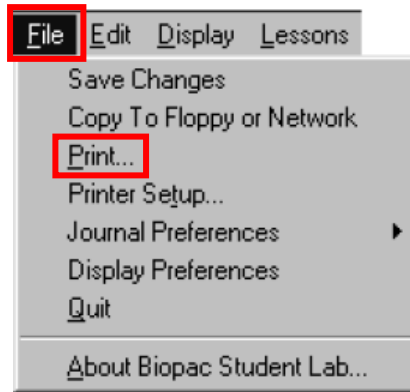 File Edit Display Lessons
Save Changes
Copy To Floppy or Network
Print...
Printer Setup...
Journal Preferences
Display Preferences
Quit
About Biopac Student Lab...